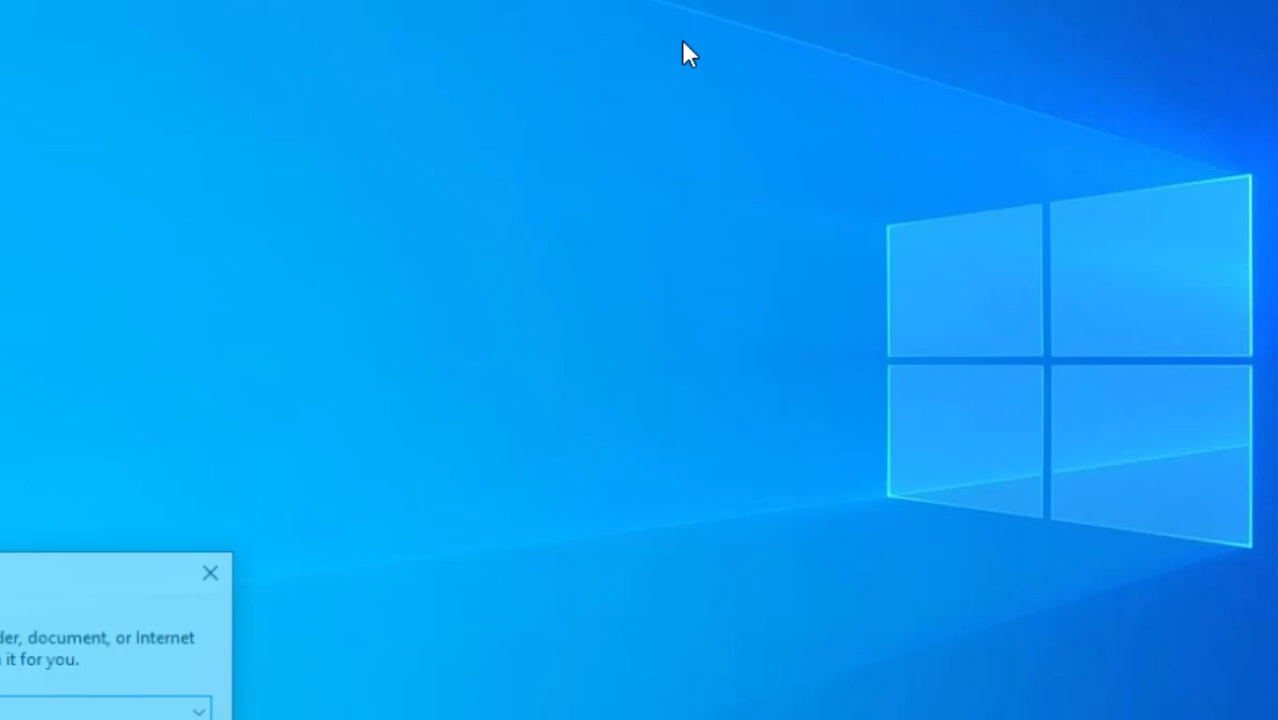 der, document, or Internet
it for you.